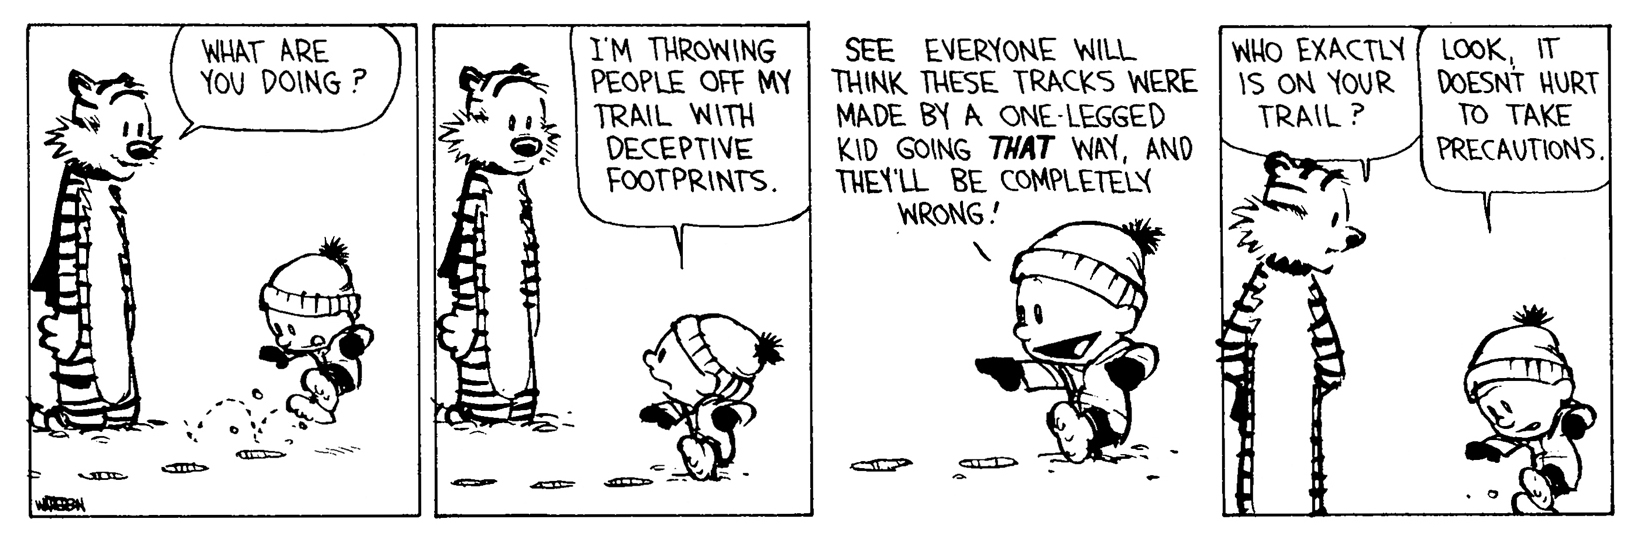 WHAT ARE
YOU DOING?
I'M THROWING
PEOPLE OFF MY
TRAIL WITH
DECEPTIVE
FOOTPRINTS.
SEE EVERYONE WILL
THINK THESE TRACKS WERE
MADE BY A ONE-LEGGED
KID GOING THAT WAY, AND
THEY'LL BE COMPLETELY
WRONG!
WHO EXACTLY
IS ON YOUR
TRAIL?
LOOK, IT
DOESN'T HURT
TO TAKE
PRECAUTIONS.
WATTERSON